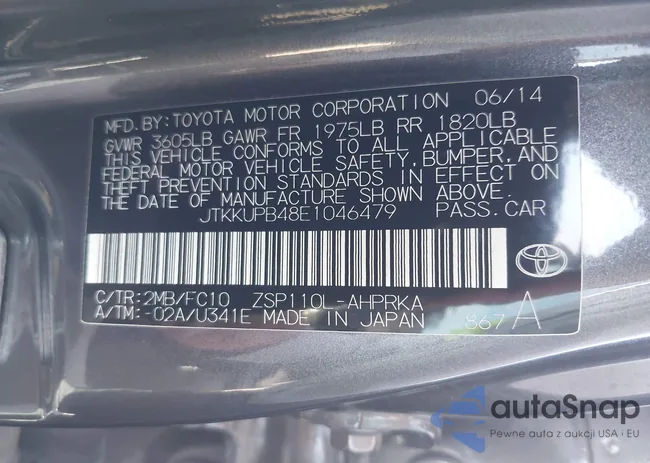 MFD. BY: TOYOTA MOTOR CORPORATION 06/14
GVWR 3605LB GAWR FR 1975LB RR 1820LB
THIS VEHICLE CONFORMS TO ALL APPLICABLE
FEDERAL MOTOR VEHICLE SAFETY, BUMPER, AND
THEFT PREVENTION STANDARDS IN EFFECT ON
THE DATE OF MANUFACTURE SHOWN ABOVE.
JTKKUPB48E1046479 PASS. CAR
C/TR: 2MB/FC10 ZSP110L-AHPRKA
A/TM: -02A/U341E MADE IN JAPAN 867 A
autaSnap
Pewne auta z aukcji USA i EU